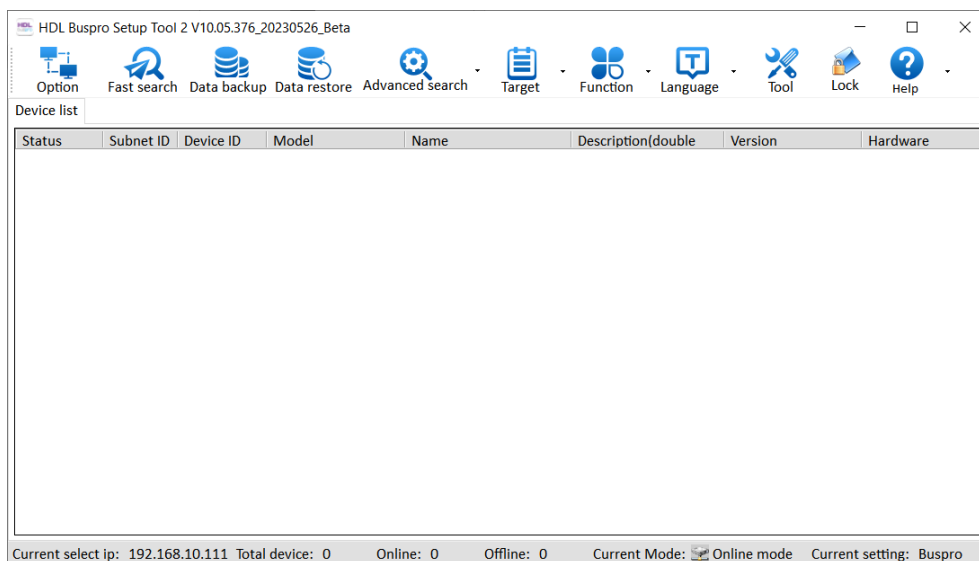 HDL Buspro Setup Tool 2 V10.05.376_20230526_Beta
Option Fast search Data backup Data restore Advanced search Target Function Language Tool Lock Help
Device list
Status Subnet ID Device ID Model Name Description(double Version Hardware
Current select ip: 192.168.10.111 Total device: 0 Online: 0 Offline: 0 Current Mode: Online mode Current setting: Buspro